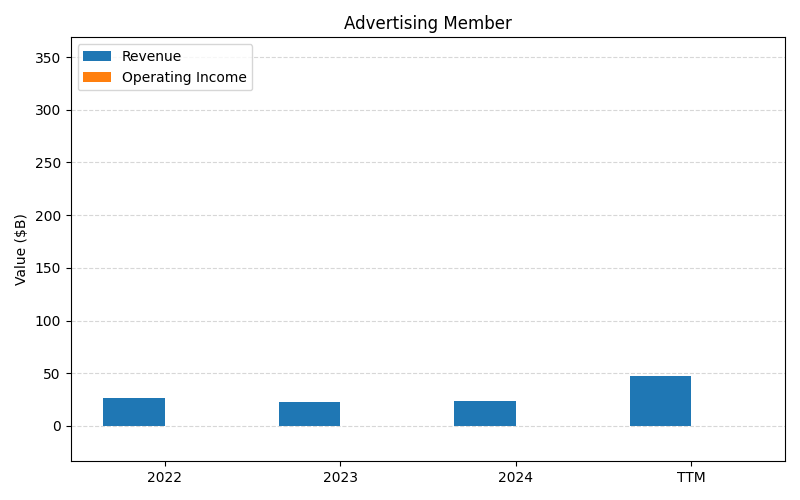 Advertising Member
Revenue
Operating Income
Value ($B)
350
300
250
200
150
100
50
0
2022
2023
2024
TTM